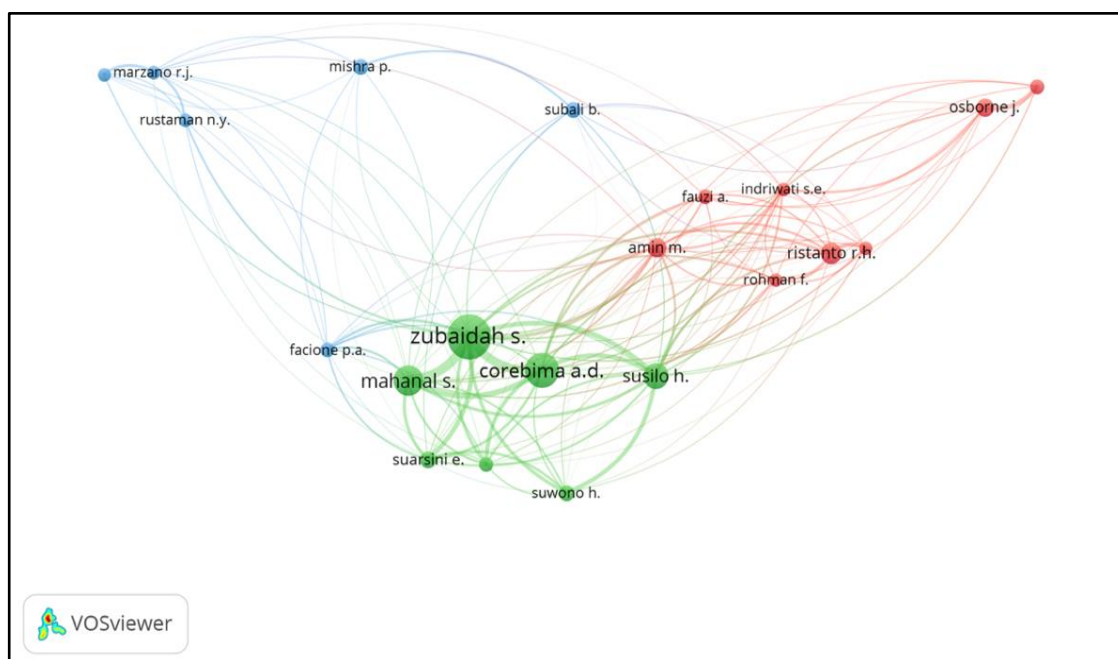 marzano r.j.
mishra p.
rustaman n.y.
subali b.
osborne j.
fauzi a.
indriwati s.e.
amin m.
ristanto r.h.
rohman f.
zubaidah s.
facione p.a.
mahanal s.
corebima a.d.
susilo h.
suarsini e.
suwono h.
VOSviewer